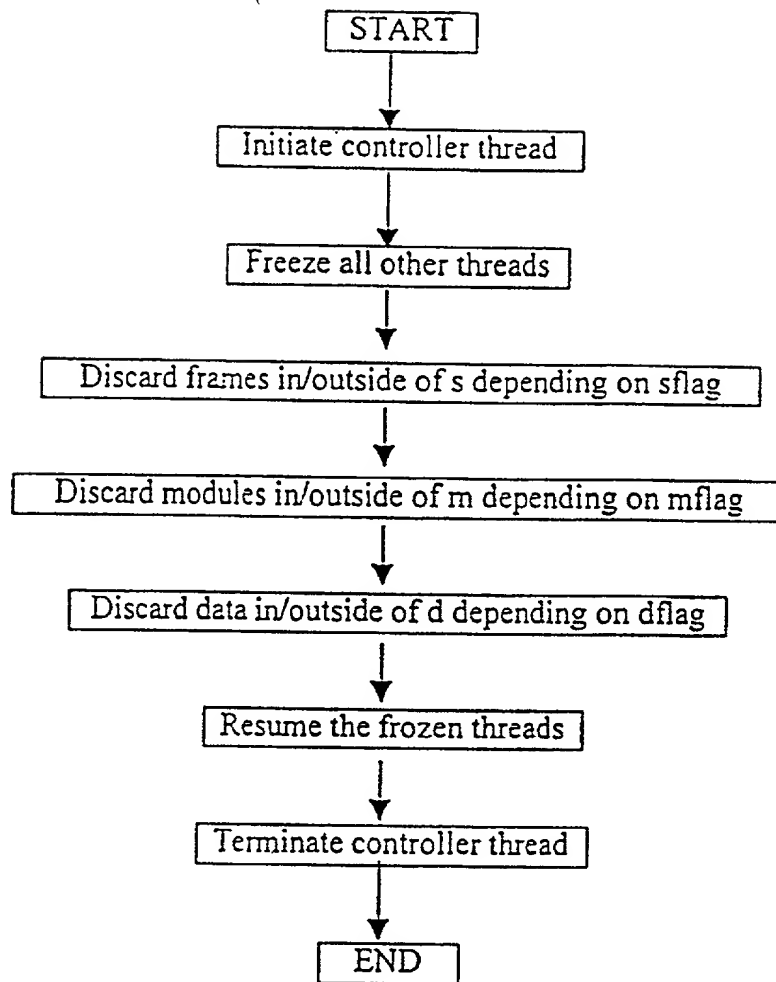 START
Initiate controller thread
Freeze all other threads
Discard frames in/outside of s depending on sflag
Discard modules in/outside of m depending on mflag
Discard data in/outside of d depending on dflag
Resume the frozen threads
Terminate controller thread
END